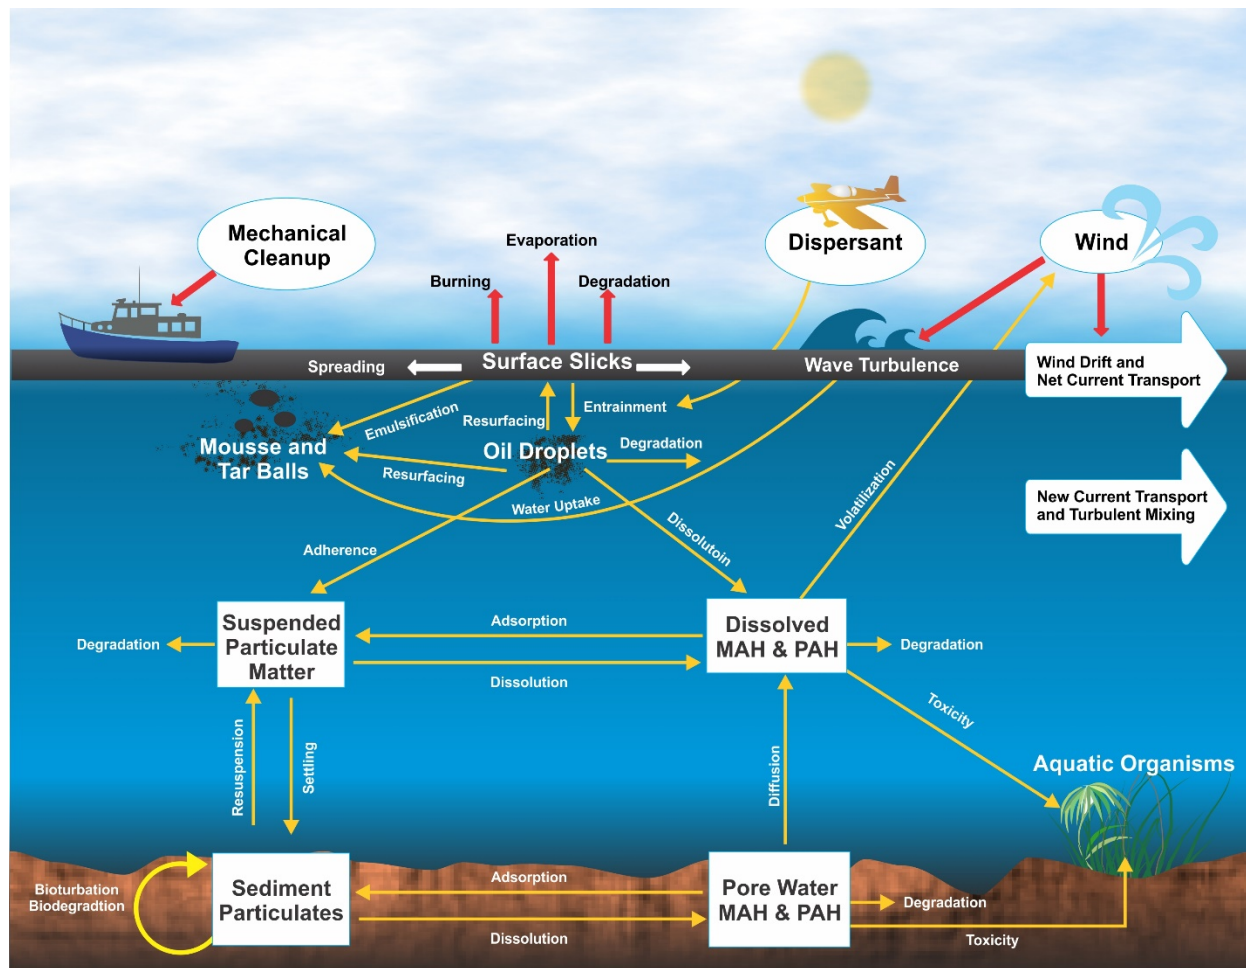 Mechanical
Cleanup
Dispersant
Wind
Evaporation
Burning
Degradation
Spreading
Surface Slicks
Wave Turbulence
Wind Drift and
Net Current Transport
Emulsification
Resurfacing
Entrainment
Mousse and
Tar Balls
Oil Droplets
Degradation
Resurfacing
Water Uptake
Volatilization
New Current Transport
and Turbulent Mixing
Adherence
Dissolutoin
Suspended
Particulate
Matter
Degradation
Adsorption
Dissolution
Dissolved
MAH & PAH
Degradation
Toxicity
Resuspension
Settling
Diffusion
Aquatic Organisms
Bioturbation
Biodegradtion
Sediment
Particulates
Adsorption
Dissolution
Pore Water
MAH & PAH
Degradation
Toxicity